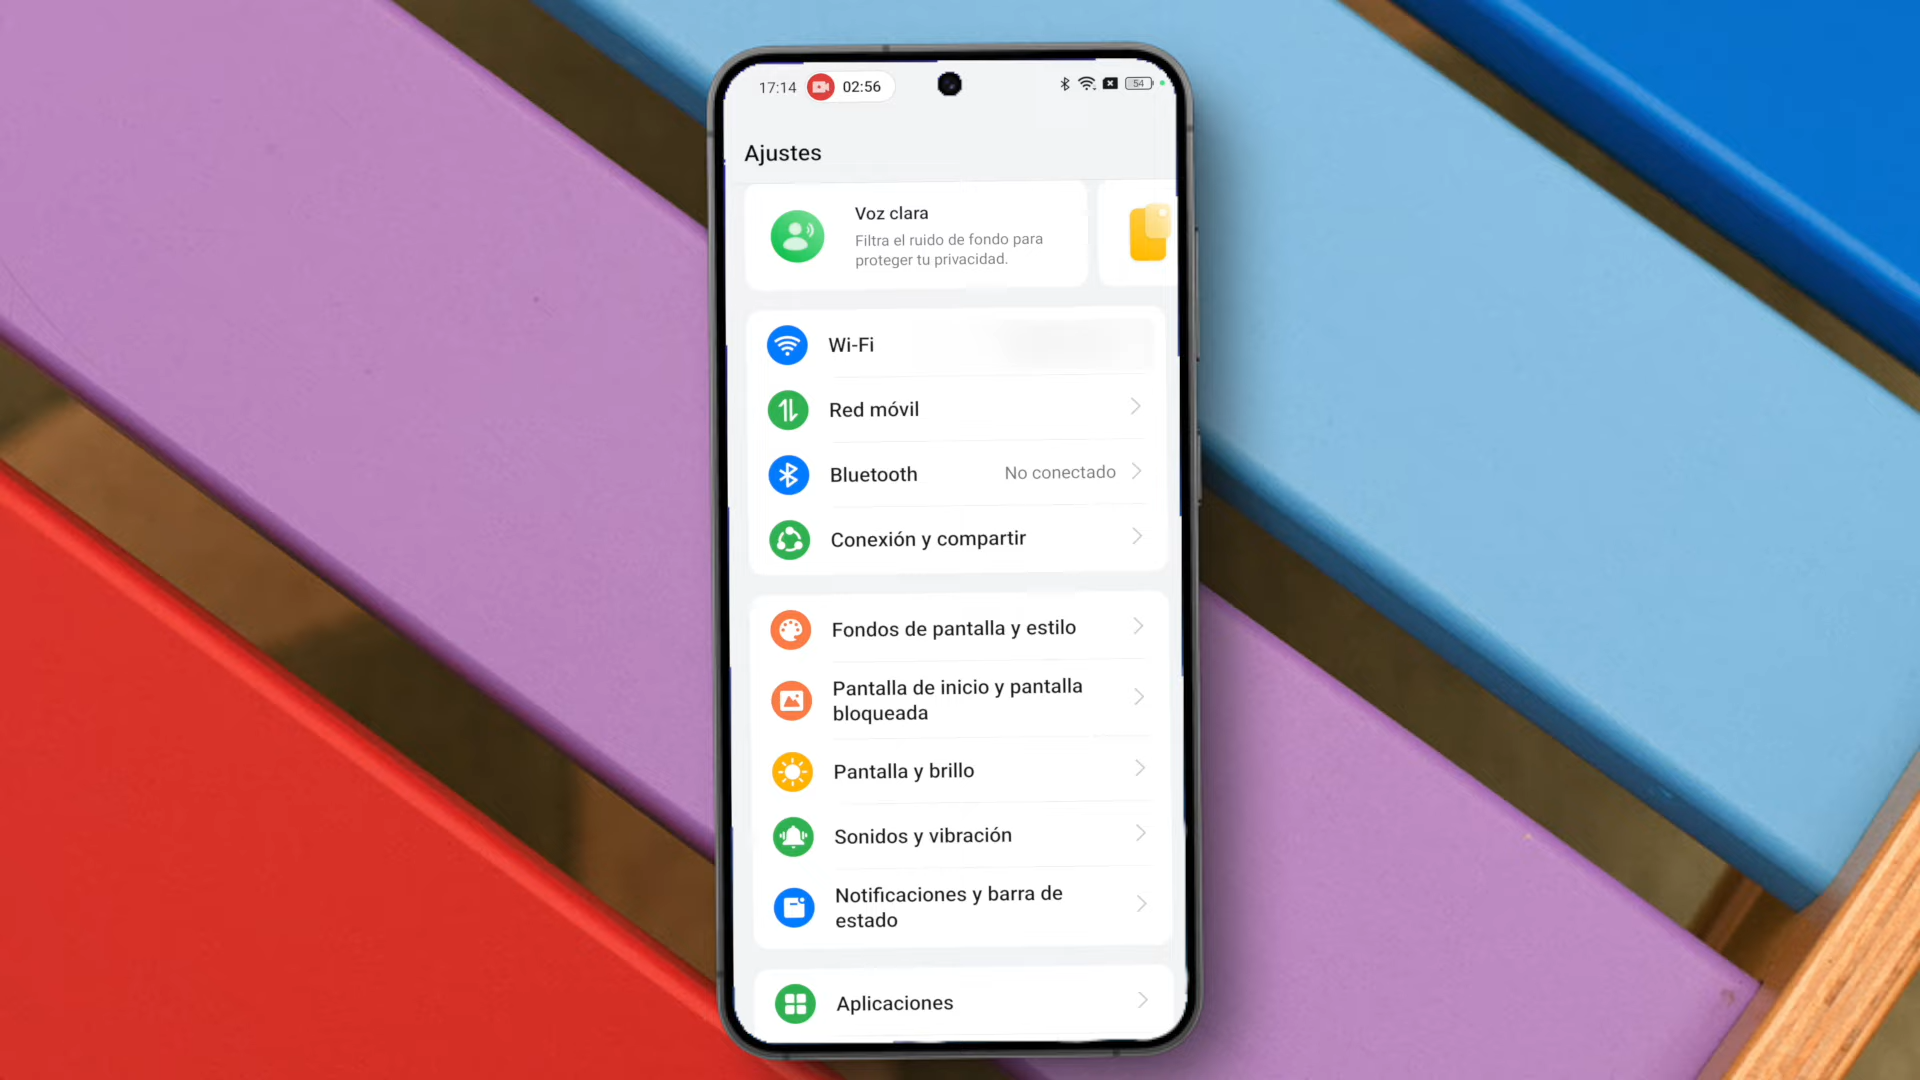 17:14 02:56 54
Ajustes
Voz clara
Filtra el ruido de fondo para
proteger tu privacidad.
Wi-Fi
Red móvil
Bluetooth No conectado
Conexión y compartir
Fondos de pantalla y estilo
Pantalla de inicio y pantalla
bloqueada
Pantalla y brillo
Sonidos y vibración
Notificaciones y barra de
estado
Aplicaciones